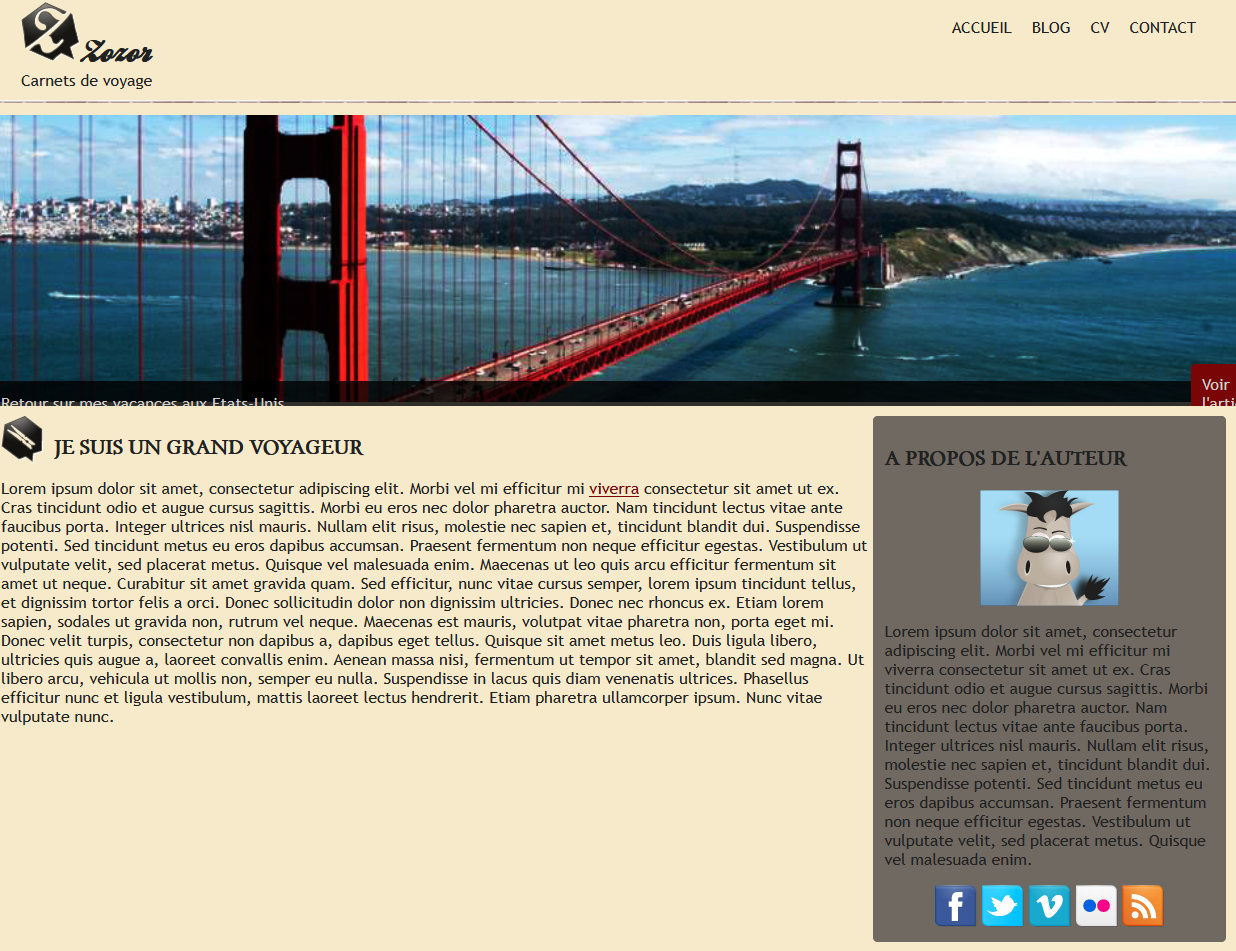 Zozor
Carnets de voyage
ACCUEIL BLOG CV CONTACT
Retour sur mes vacances aux Etats-Unis
Voir
l'arti
JE SUIS UN GRAND VOYAGEUR
Lorem ipsum dolor sit amet, consectetur adipiscing elit. Morbi vel mi efficitur mi viverra consectetur sit amet ut ex.
Cras tincidunt odio et augue cursus sagittis. Morbi eu eros nec dolor pharetra auctor. Nam tincidunt lectus vitae ante
faucibus porta. Integer ultrices nisl mauris. Nullam elit risus, molestie nec sapien et, tincidunt blandit dui. Suspendisse
potenti. Sed tincidunt metus eu eros dapibus accumsan. Praesent fermentum non neque efficitur egestas. Vestibulum ut
vulputate velit, sed placerat metus. Quisque vel malesuada enim. Maecenas ut leo quis arcu efficitur fermentum sit
amet ut neque. Curabitur sit amet gravida quam. Sed efficitur, nunc vitae cursus semper, lorem ipsum tincidunt tellus,
et dignissim tortor felis a orci. Donec sollicitudin dolor non dignissim ultricies. Donec nec rhoncus ex. Etiam lorem
sapien, sodales ut gravida non, rutrum vel neque. Maecenas est mauris, volutpat vitae pharetra non, porta eget mi.
Donec velit turpis, consectetur non dapibus a, dapibus eget tellus. Quisque sit amet metus leo. Duis ligula libero,
ultricies quis augue a, laoreet convallis enim. Aenean massa nisi, fermentum ut tempor sit amet, blandit sed magna. Ut
libero arcu, vehicula ut mollis non, semper eu nulla. Suspendisse in lacus quis diam venenatis ultrices. Phasellus
efficitur nunc et ligula vestibulum, mattis laoreet lectus hendrerit. Etiam pharetra ullamcorper ipsum. Nunc vitae
vulputate nunc.
A PROPOS DE L'AUTEUR
Lorem ipsum dolor sit amet, consectetur
adipiscing elit. Morbi vel mi efficitur mi
viverra consectetur sit amet ut ex. Cras
tincidunt odio et augue cursus sagittis. Morbi
eu eros nec dolor pharetra auctor. Nam
tincidunt lectus vitae ante faucibus porta.
Integer ultrices nisl mauris. Nullam elit risus,
molestie nec sapien et, tincidunt blandit dui.
Suspendisse potenti. Sed tincidunt metus eu
eros dapibus accumsan. Praesent fermentum
non neque efficitur egestas. Vestibulum ut
vulputate velit, sed placerat metus. Quisque
vel malesuada enim.